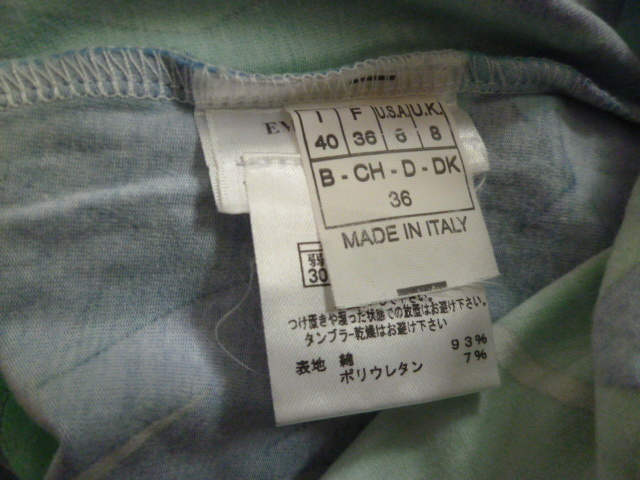 I F U.S.A. U.K.
40 36 6 8
B - CH - D - DK
36
MADE IN ITALY
弱
30
つけ置きや湿った状態での放置はお避け下さい。
タンブラー乾燥はお避け下さい
表地 綿 93%
ポリウレタン 7%